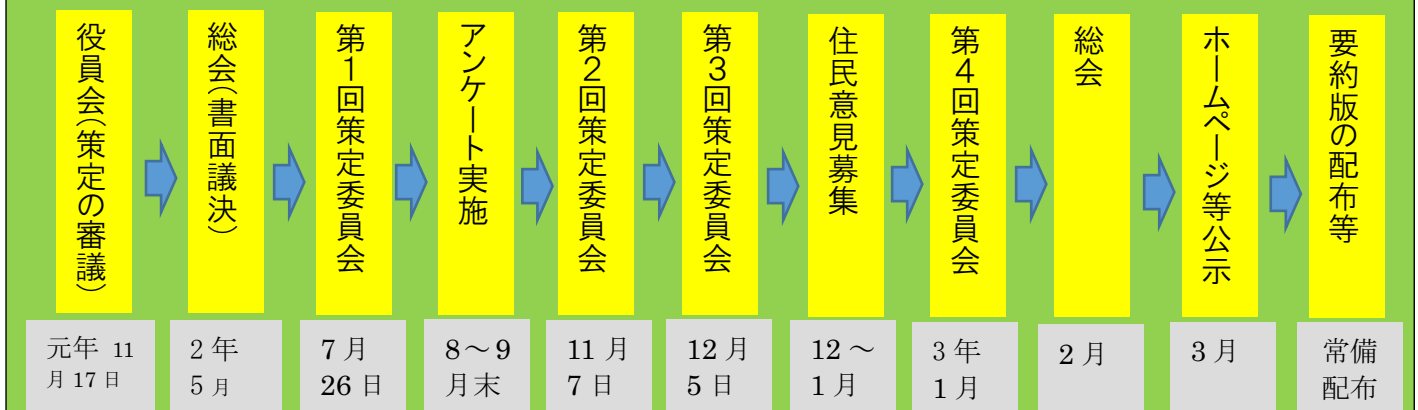 役員会（策定の審議）
総会（書面議決）
第１回策定委員会
アンケート実施
第２回策定委員会
第３回策定委員会
住民意見募集
第４回策定委員会
総会
ホームページ等公示
要約版の配布等
元年 11
月 17 日
2 年
5 月
7 月
26 日
8～9
月末
11 月
7 日
12 月
5 日
12 ～
1 月
3 年
1 月
2 月
3 月
常備
配布